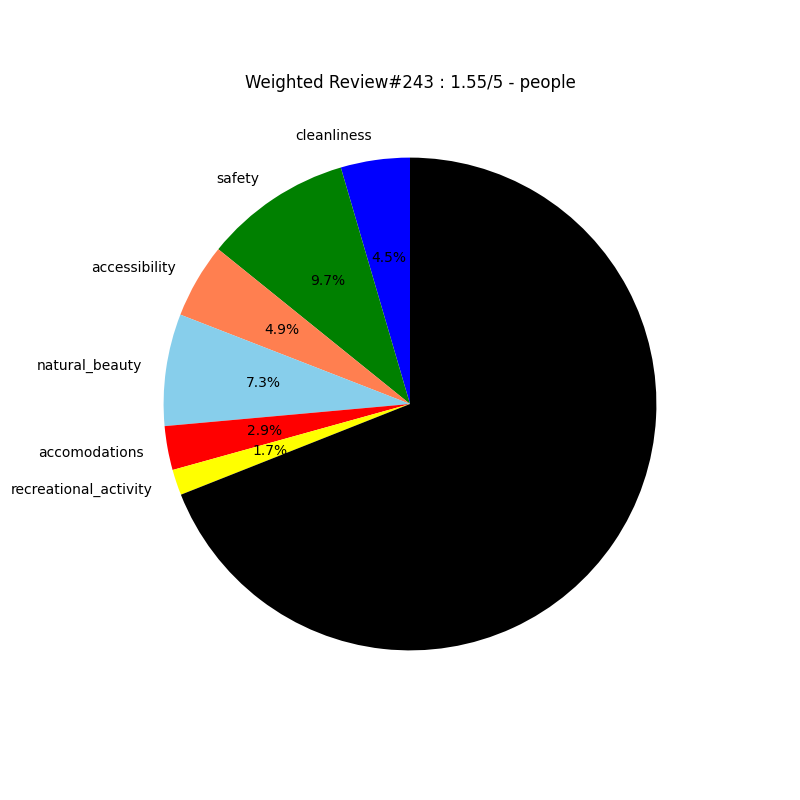 Weighted Review#243 : 1.55/5 - people
cleanliness
4.5%
safety
9.7%
accessibility
4.9%
natural_beauty
7.3%
accomodations
2.9%
recreational_activity
1.7%